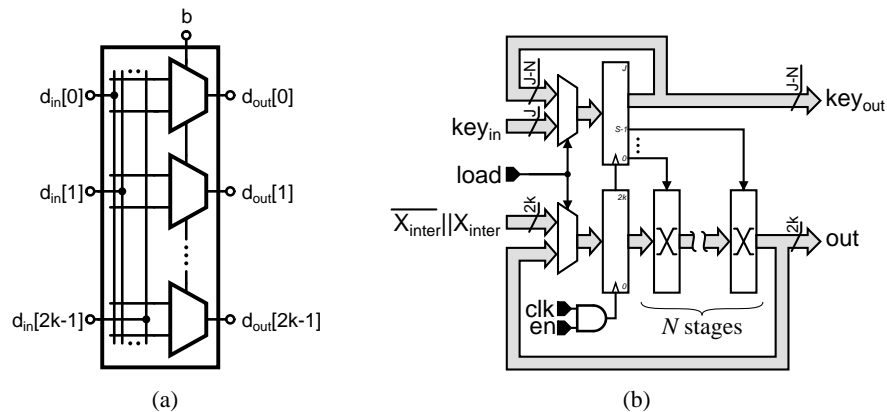 b
d_in[0]
d_out[0]
d_in[1]
d_out[1]
d_in[2k-1]
d_out[2k-1]
(a)
J-N
J
key_in
load
2k
X_inter||X_inter
J
S-1
0
2k
0
J-N
key_out
2k
out
clk
en
N stages
(b)